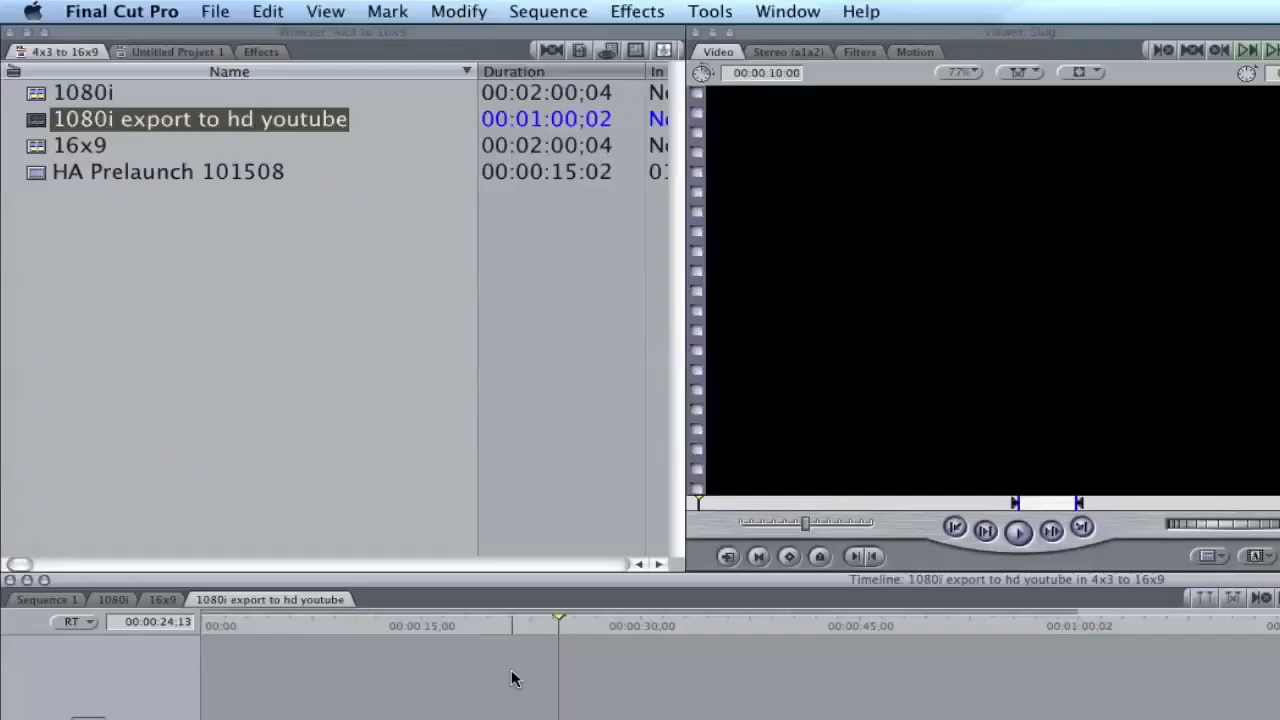 Final Cut Pro File Edit View Mark Modify Sequence Effects Tools Window Help
Browser: 4x3 to 16x9
Viewer: Slug
4x3 to 16x9 Untitled Project 1 Effects
Video Stereo (a1a2) Filters Motion
Name Duration In
00:00:10:00 77%
1080i 00:02:00;04 No
1080i export to hd youtube 00:01:00;02 No
16x9 00:02:00;04 No
HA Prelaunch 101508 00:00:15:02 01
Timeline: 1080i export to hd youtube in 4x3 to 16x9
Sequence 1 1080i 16x9 1080i export to hd youtube
RT 00:00:24;13 00:00 00:00:15;00 00:00:30;00 00:00:45;00 00:01:00;02 00